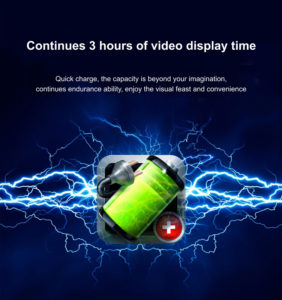 Continues 3 hours of video display time
Quick charge, the capacity is beyond your imagination,
continues endurance ability, enjoy the visual feast and convenience